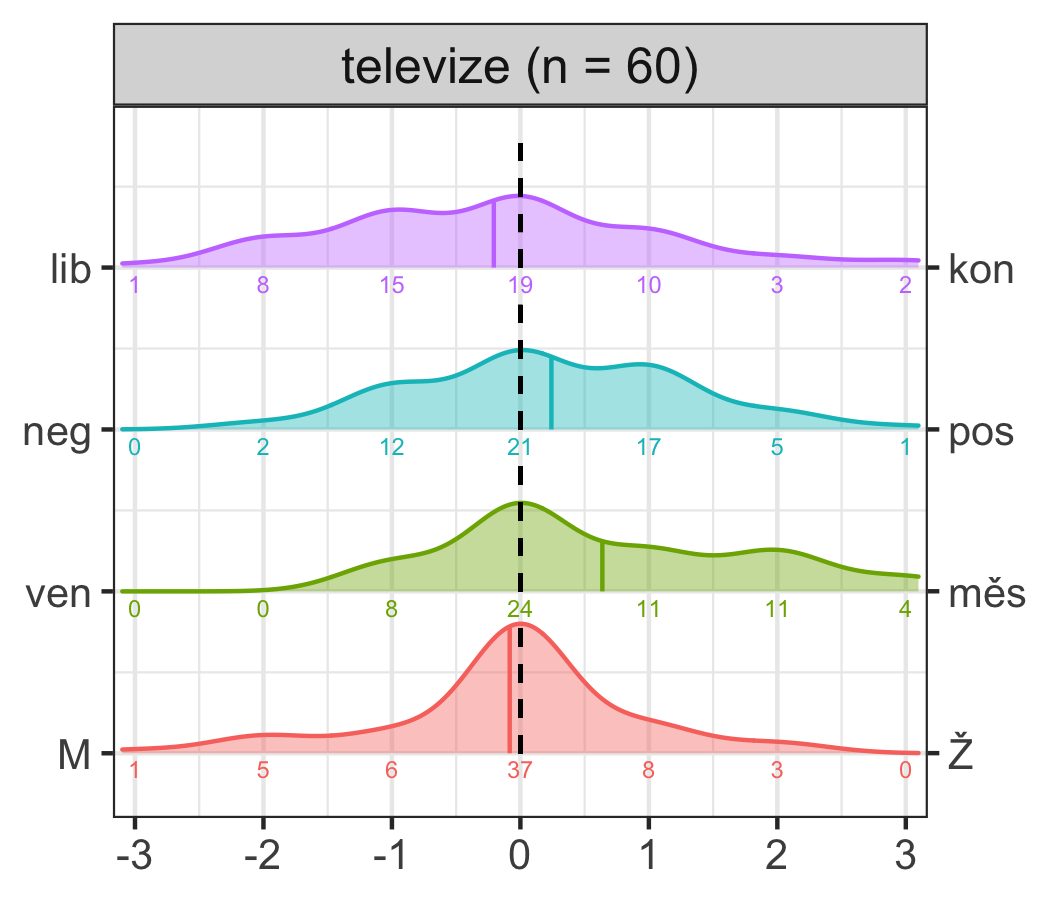 televize (n = 60)
lib kon
1 8 15 19 10 3 2
neg pos
0 2 12 21 17 5 1
ven měs
0 0 8 24 11 11 4
M Ž
1 5 6 37 8 3 0
-3 -2 -1 0 1 2 3